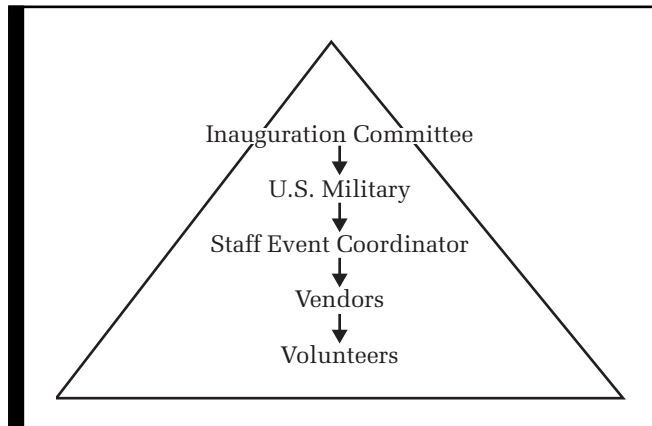 Inauguration Committee
U.S. Military
Staff Event Coordinator
Vendors
Volunteers